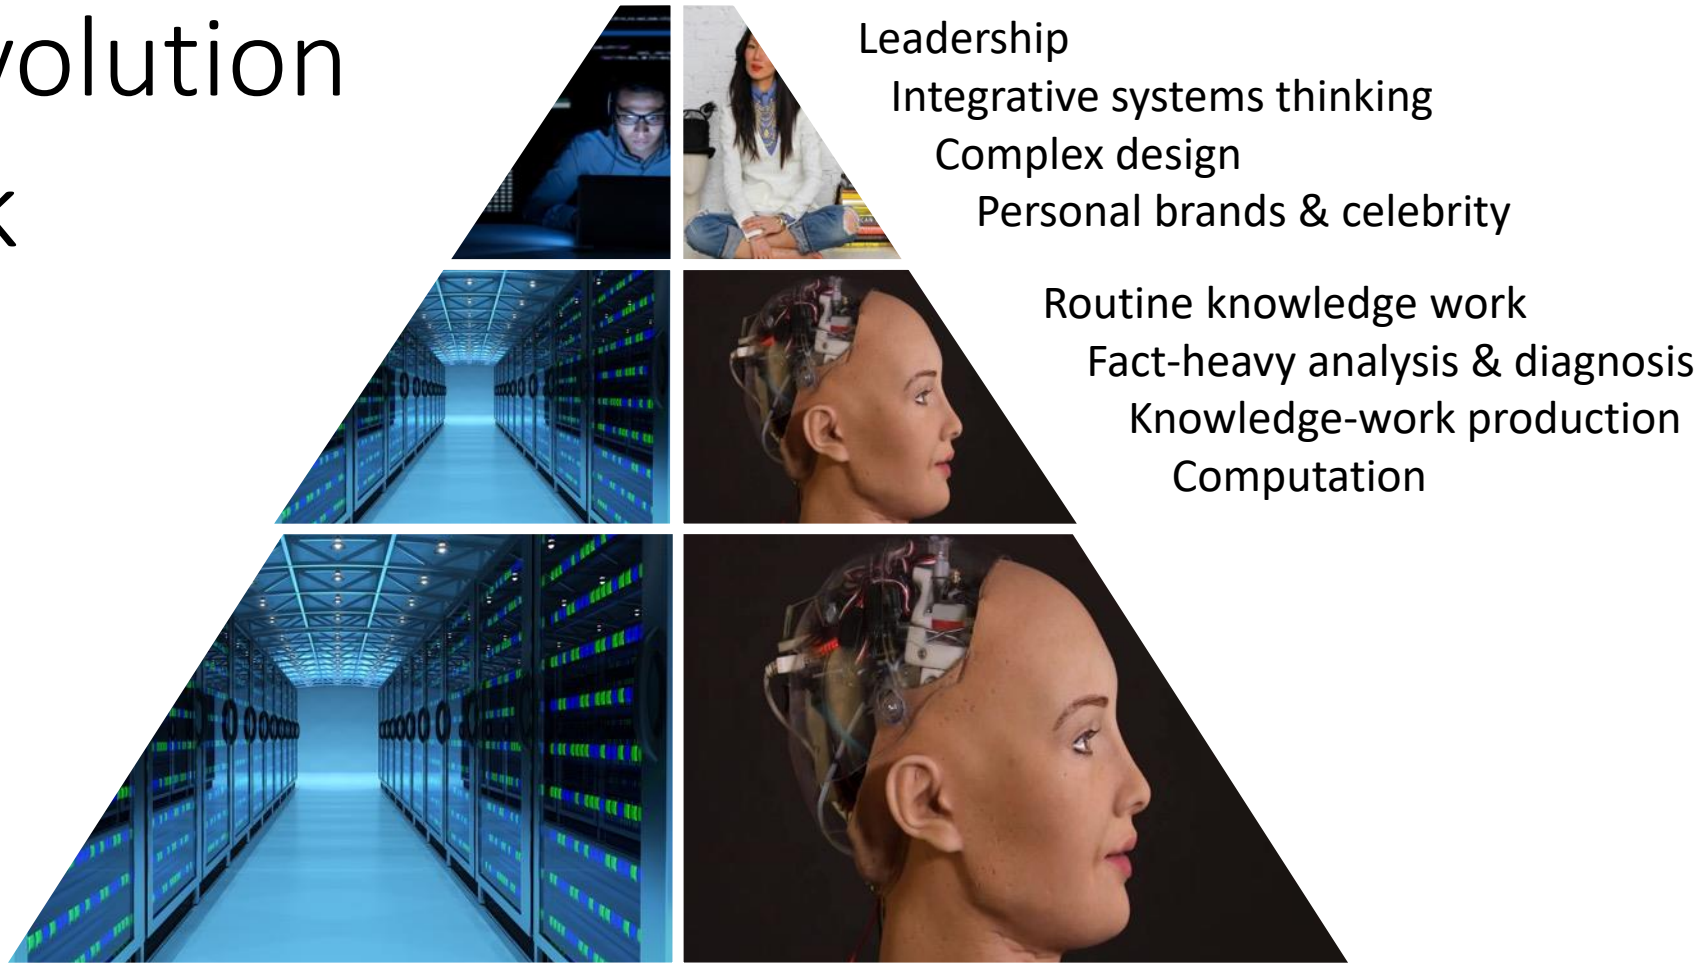 volution
k
Leadership
Integrative systems thinking
Complex design
Personal brands & celebrity
Routine knowledge work
Fact-heavy analysis & diagnosis
Knowledge-work production
Computation